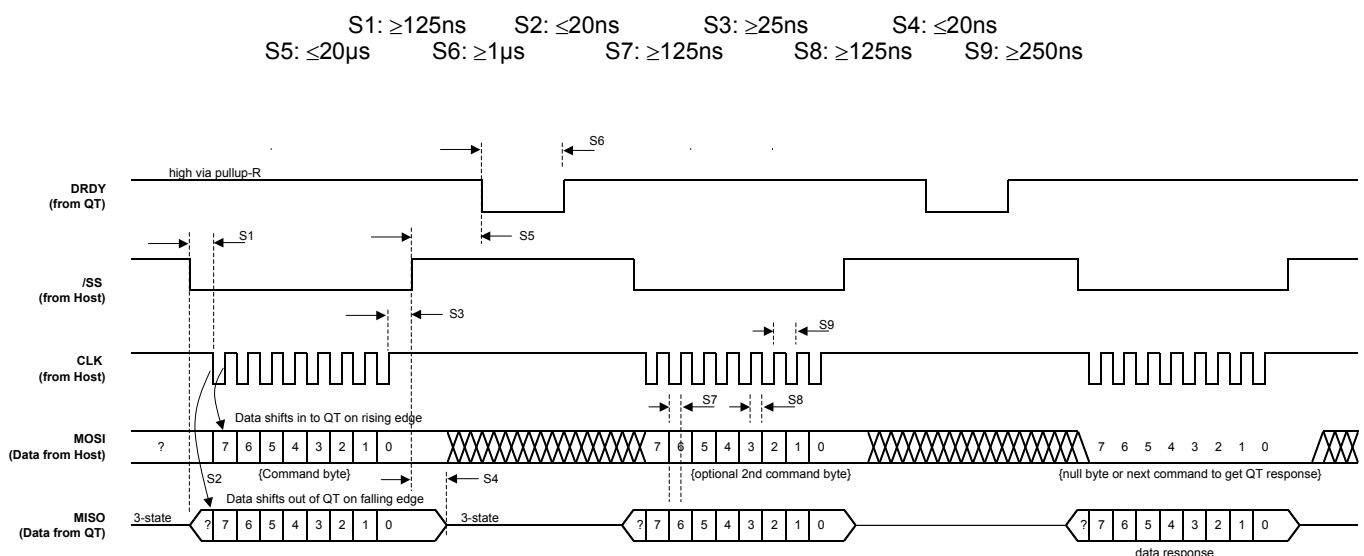 S1: ≥125ns S2: ≤20ns S3: ≥25ns S4: ≤20ns
S5: ≤20µs S6: ≥1µs S7: ≥125ns S8: ≥125ns S9: ≥250ns
S6
high via pullup-R
DRDY
(from QT)
S1
S5
/SS
(from Host)
S3
S9
CLK
(from Host)
S7
S8
Data shifts in to QT on rising edge
MOSI
(Data from Host)
? 7 6 5 4 3 2 1 0 7 6 5 4 3 2 1 0 7 6 5 4 3 2 1 0
{Command byte} {optional 2nd command byte} {null byte or next command to get QT response}
S2
S4
Data shifts out of QT on falling edge
MISO
(Data from QT)
3-state ? 7 6 5 4 3 2 1 0 3-state ? 7 6 5 4 3 2 1 0 ? 7 6 5 4 3 2 1 0
data response